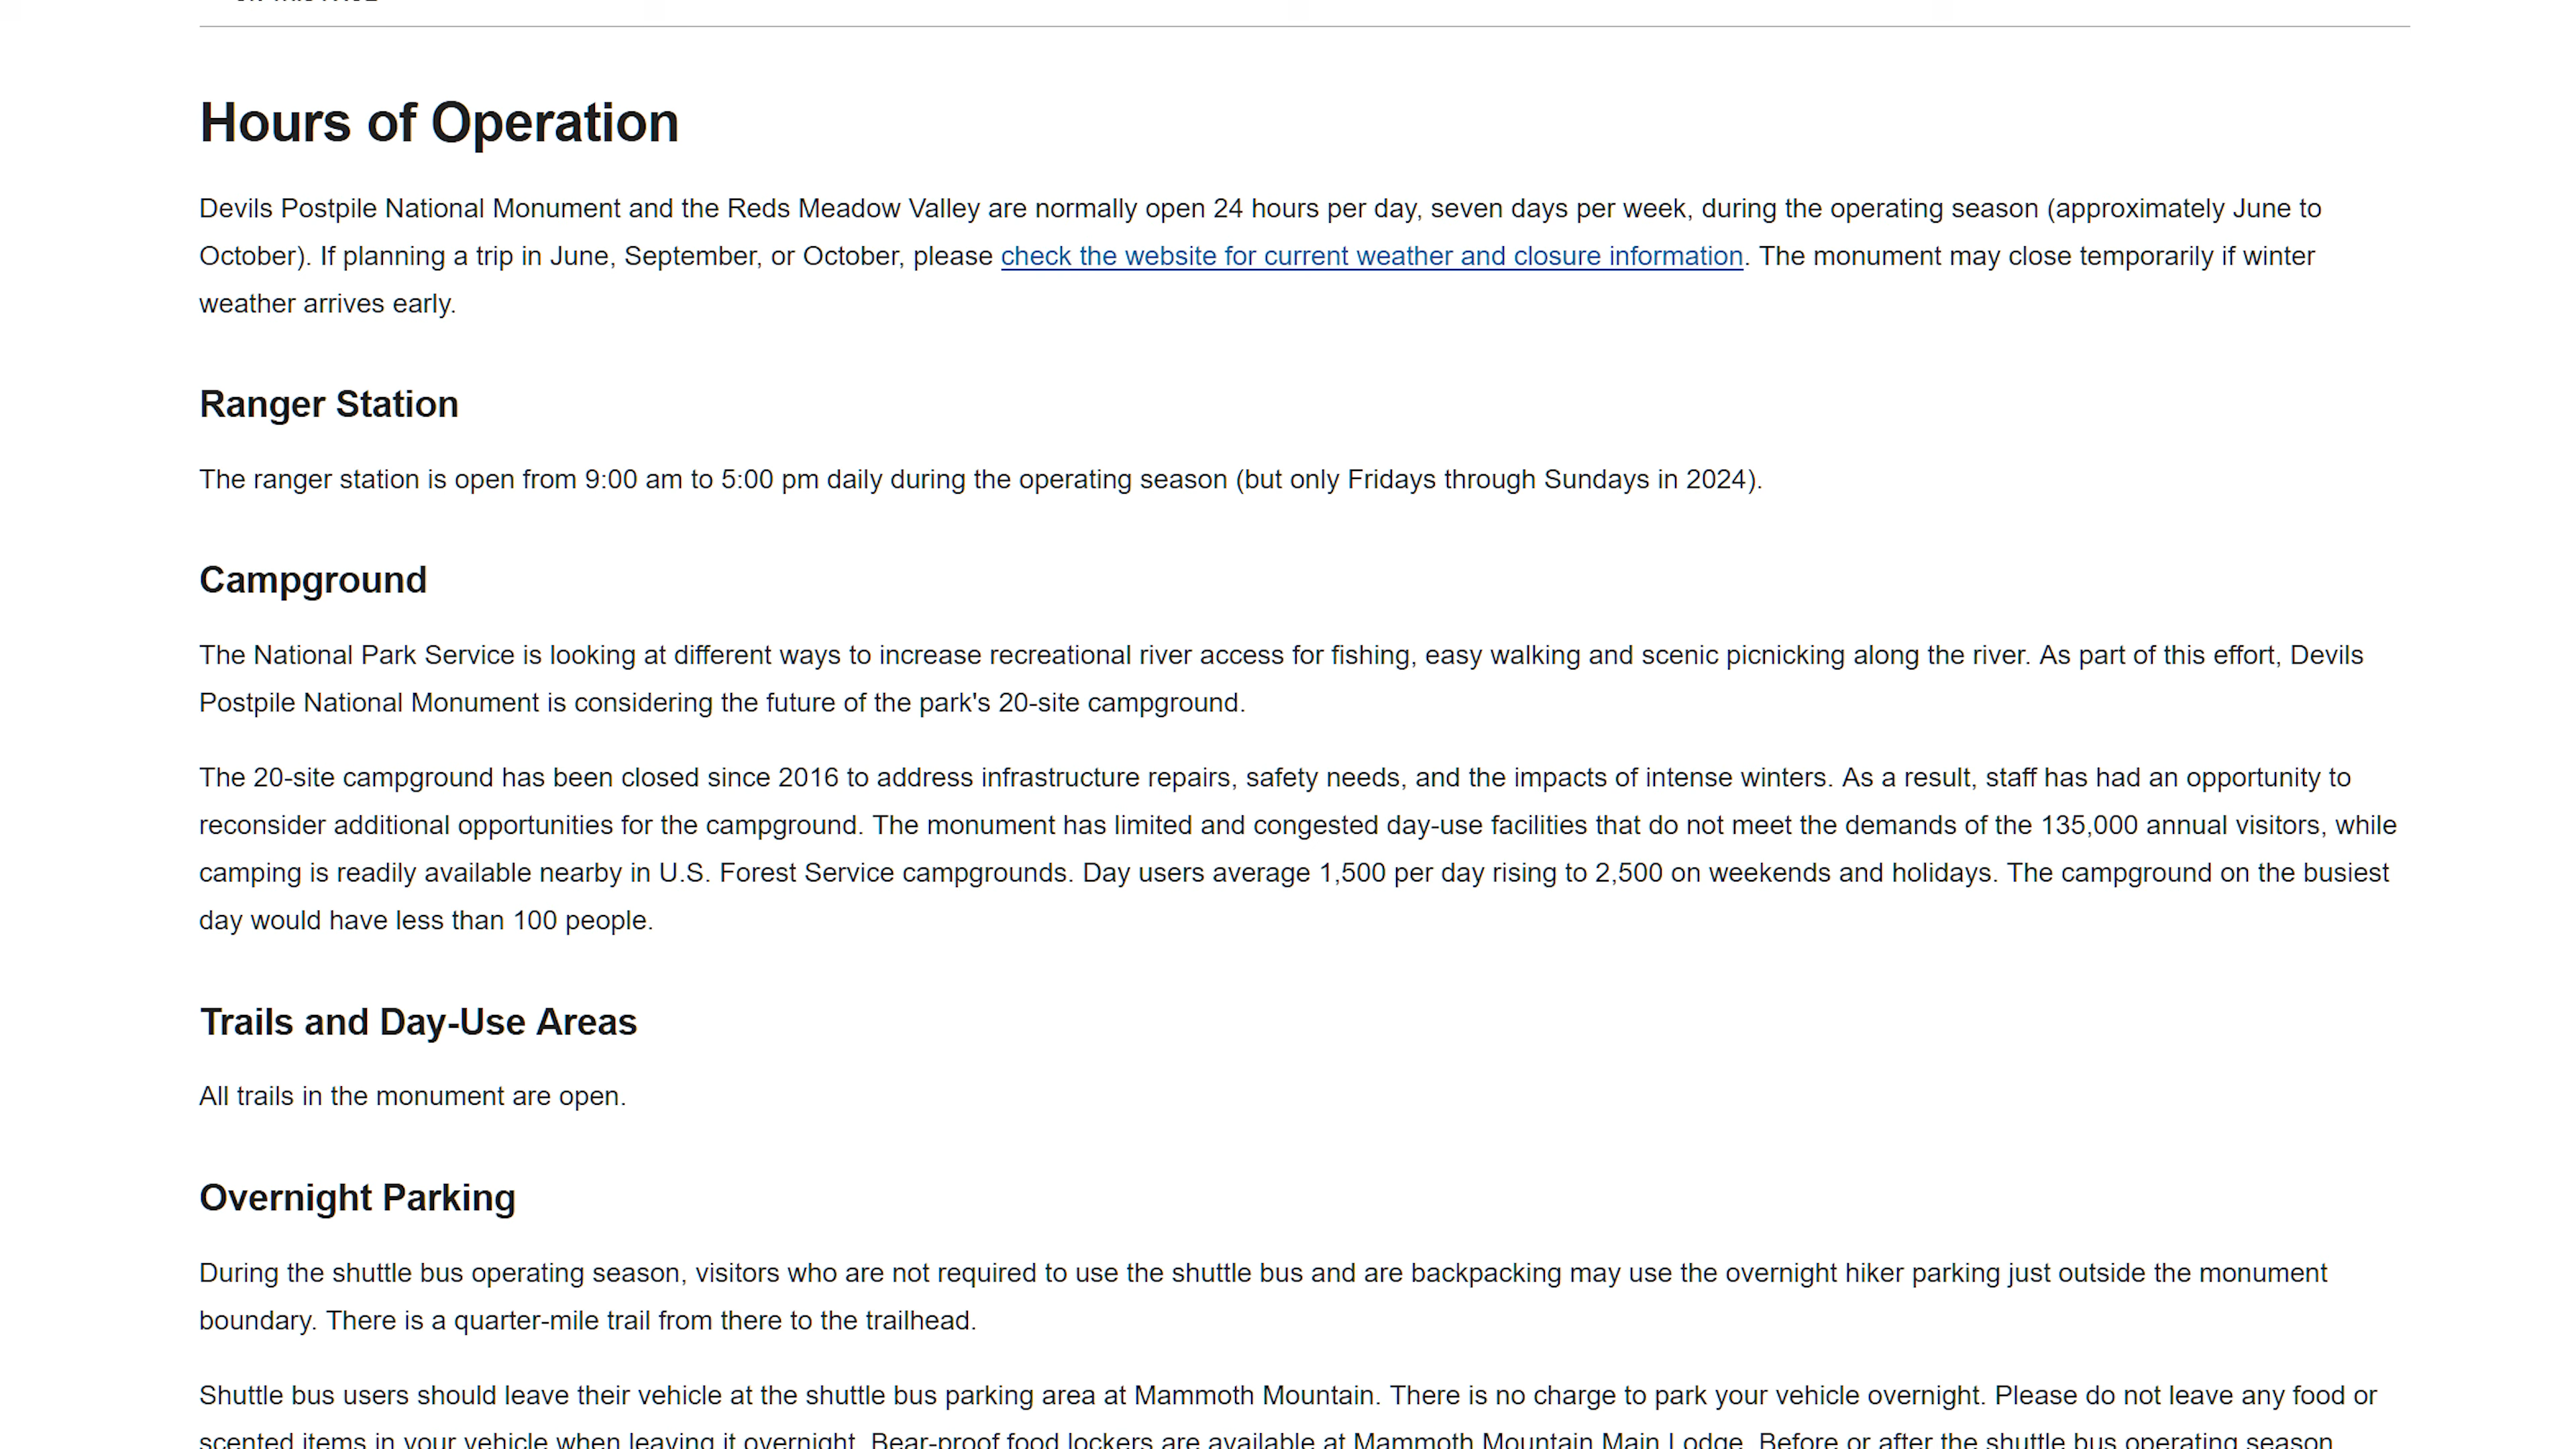 Hours of Operation
Devils Postpile National Monument and the Reds Meadow Valley are normally open 24 hours per day, seven days per week, during the operating season (approximately June to
October). If planning a trip in June, September, or October, please check the website for current weather and closure information. The monument may close temporarily if winter
weather arrives early.
Ranger Station
The ranger station is open from 9:00 am to 5:00 pm daily during the operating season (but only Fridays through Sundays in 2024).
Campground
The National Park Service is looking at different ways to increase recreational river access for fishing, easy walking and scenic picnicking along the river. As part of this effort, Devils
Postpile National Monument is considering the future of the park's 20-site campground.
The 20-site campground has been closed since 2016 to address infrastructure repairs, safety needs, and the impacts of intense winters. As a result, staff has had an opportunity to
reconsider additional opportunities for the campground. The monument has limited and congested day-use facilities that do not meet the demands of the 135,000 annual visitors, while
camping is readily available nearby in U.S. Forest Service campgrounds. Day users average 1,500 per day rising to 2,500 on weekends and holidays. The campground on the busiest
day would have less than 100 people.
Trails and Day-Use Areas
All trails in the monument are open.
Overnight Parking
During the shuttle bus operating season, visitors who are not required to use the shuttle bus and are backpacking may use the overnight hiker parking just outside the monument
boundary. There is a quarter-mile trail from there to the trailhead.
Shuttle bus users should leave their vehicle at the shuttle bus parking area at Mammoth Mountain. There is no charge to park your vehicle overnight. Please do not leave any food or
scented items in your vehicle when leaving it overnight. Bear-proof food lockers are available at Mammoth Mountain Main Lodge. Before or after the shuttle bus operating season,